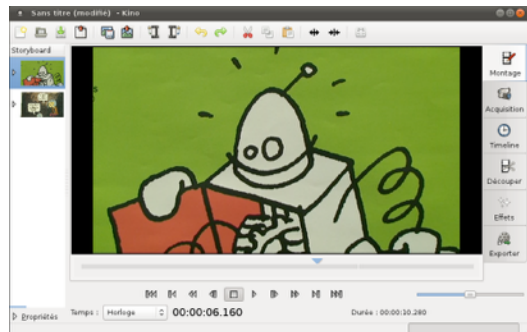 Sans titre (modifié) - Kino
Storyboard
Montage
Acquisition
Timeline
Découper
Effets
Exporter
Propriétés
Temps : Horloge 00:00:06.160 Durée : 00:00:10.280